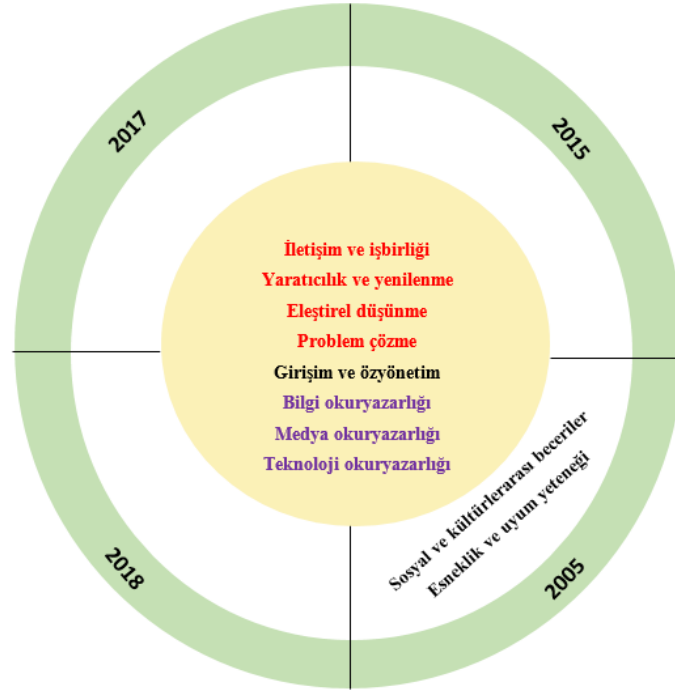 2017
2015
İletişim ve işbirliği
Yaratıcılık ve yenilenme
Eleştirel düşünme
Problem çözme
Girişim ve özyönetim
Bilgi okuryazarlığı
Medya okuryazarlığı
Teknoloji okuryazarlığı
Sosyal ve kültürlerarası beceriler
Esneklik ve uyum yeteneği
2018
2005